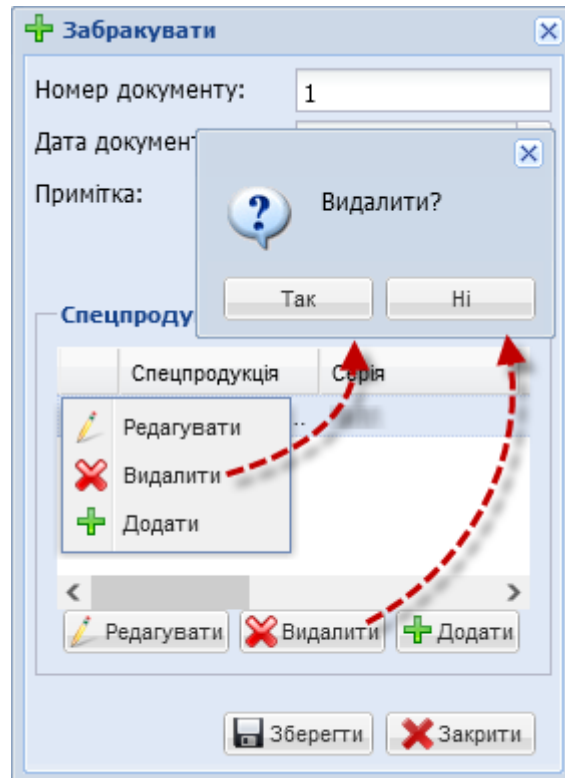 Забракувати
Номер документу: 1
Дата документ
Примітка:
Видалити?
Так Ні
Спецпроду
Спецпродукція Серія
..
Редагувати
Видалити
Додати
Редагувати Видалити Додати
Зберегти Закрити